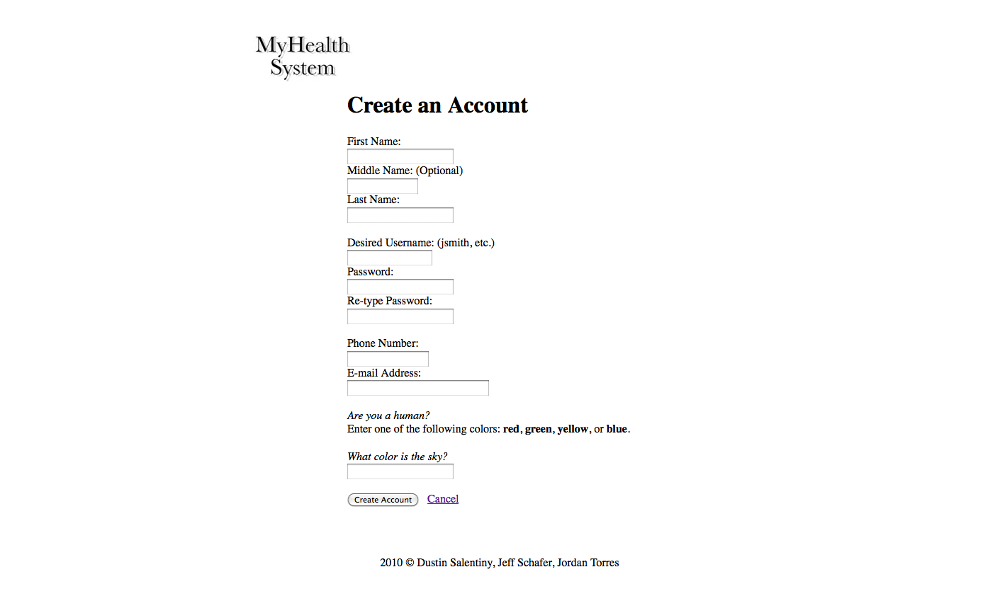 MyHealth
System
Create an Account
First Name:
Middle Name: (Optional)
Last Name:
Desired Username: (jsmith, etc.)
Password:
Re-type Password:
Phone Number:
E-mail Address:
Are you a human?
Enter one of the following colors: red, green, yellow, or blue.
What color is the sky?
Create Account Cancel
2010 © Dustin Salentiny, Jeff Schafer, Jordan Torres